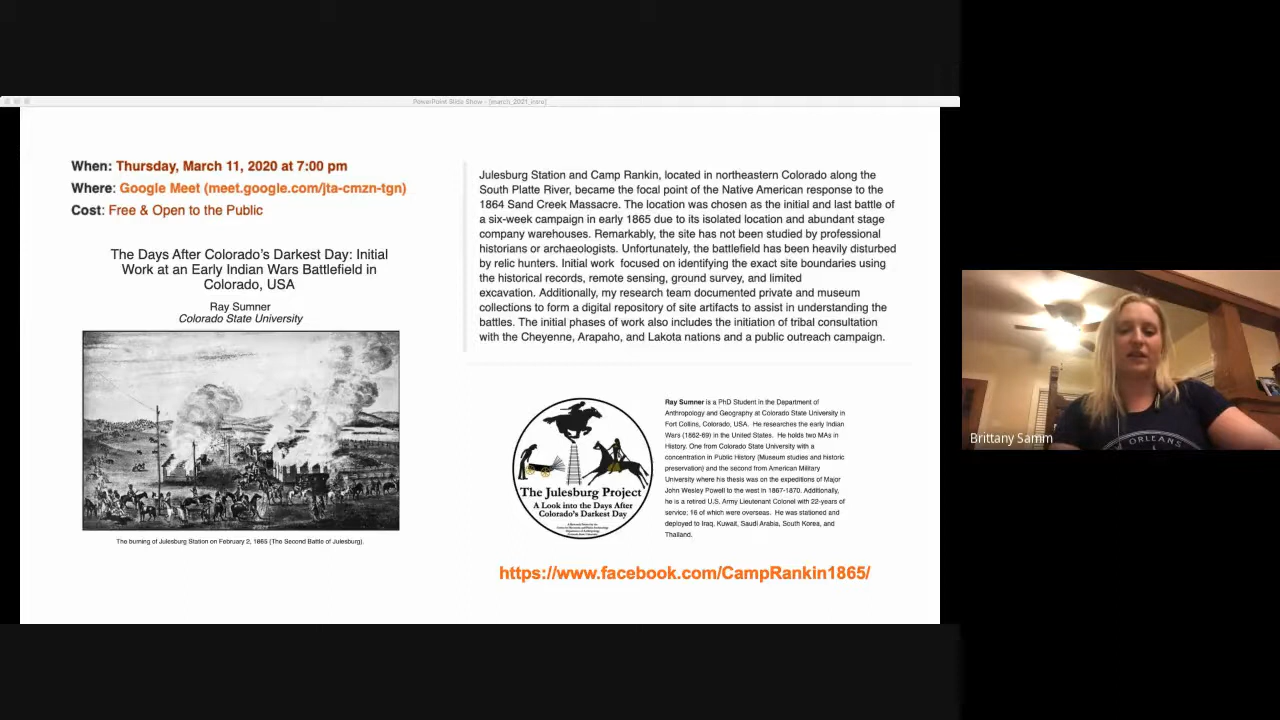 PowerPoint Slide Show - [march_2021_intro]
When: Thursday, March 11, 2020 at 7:00 pm
Where: Google Meet (meet.google.com/jta-cmzn-tgn)
Cost: Free & Open to the Public
The Days After Colorado's Darkest Day: Initial
Work at an Early Indian Wars Battlefield in
Colorado, USA
Ray Sumner
Colorado State University
The burning of Julesburg Station on February 2, 1865 (The Second Battle of Julesburg).
Julesburg Station and Camp Rankin, located in northeastern Colorado along the
South Platte River, became the focal point of the Native American response to the
1864 Sand Creek Massacre. The location was chosen as the initial and last battle of
a six-week campaign in early 1865 due to its isolated location and abundant stage
company warehouses. Remarkably, the site has not been studied by professional
historians or archaeologists. Unfortunately, the battlefield has been heavily disturbed
by relic hunters. Initial work focused on identifying the exact site boundaries using
the historical records, remote sensing, ground survey, and limited
excavation. Additionally, my research team documented private and museum
collections to form a digital repository of site artifacts to assist in understanding the
battles. The initial phases of work also includes the initiation of tribal consultation
with the Cheyenne, Arapaho, and Lakota nations and a public outreach campaign.
The Julesburg Project
A Look into the Days After
Colorado's Darkest Day
Ray Sumner is a PhD Student in the Department of
Anthropology and Geography at Colorado State University in
Fort Collins, Colorado, USA. He researches the early Indian
Wars (1862-69) in the United States. He holds two MAs in
History. One from Colorado State University with a
concentration in Public History (Museum studies and historic
preservation) and the second from American Military
University where his thesis was on the expeditions of Major
John Wesley Powell to the west in 1867-1870. Additionally,
he is a retired U.S. Army Lieutenant Colonel with 22-years of
service; 16 of which were overseas. He was stationed and
deployed to Iraq, Kuwait, Saudi Arabia, South Korea, and
Thailand.
https://www.facebook.com/CampRankin1865/
ORLEANS
Brittany Samm